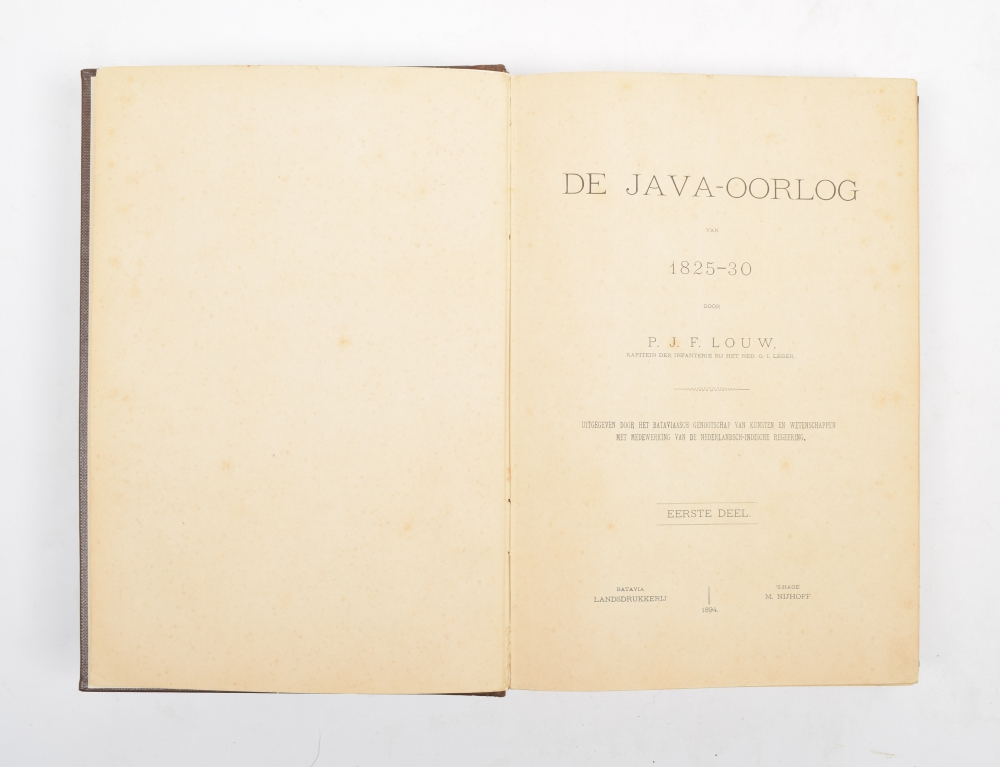 DE JAVA-OORLOG
VAN
1825-30
DOOR
P. J. F. LOUW,
KAPITEIN DER INFANTERIE BIJ HET NED. O. I. LEGER.
UITGEGEVEN DOOR HET BATAVIAASCH GENOOTSCHAP VAN KUNSTEN EN WETENSCHAPPEN
MET MEDEWERKING VAN DE NEDERLANDSCH-INDISCHE REGEERING.
EERSTE DEEL.
BATAVIA
LANDSDRUKKERIJ
'SHAGE
M. NIJHOFF
1894.